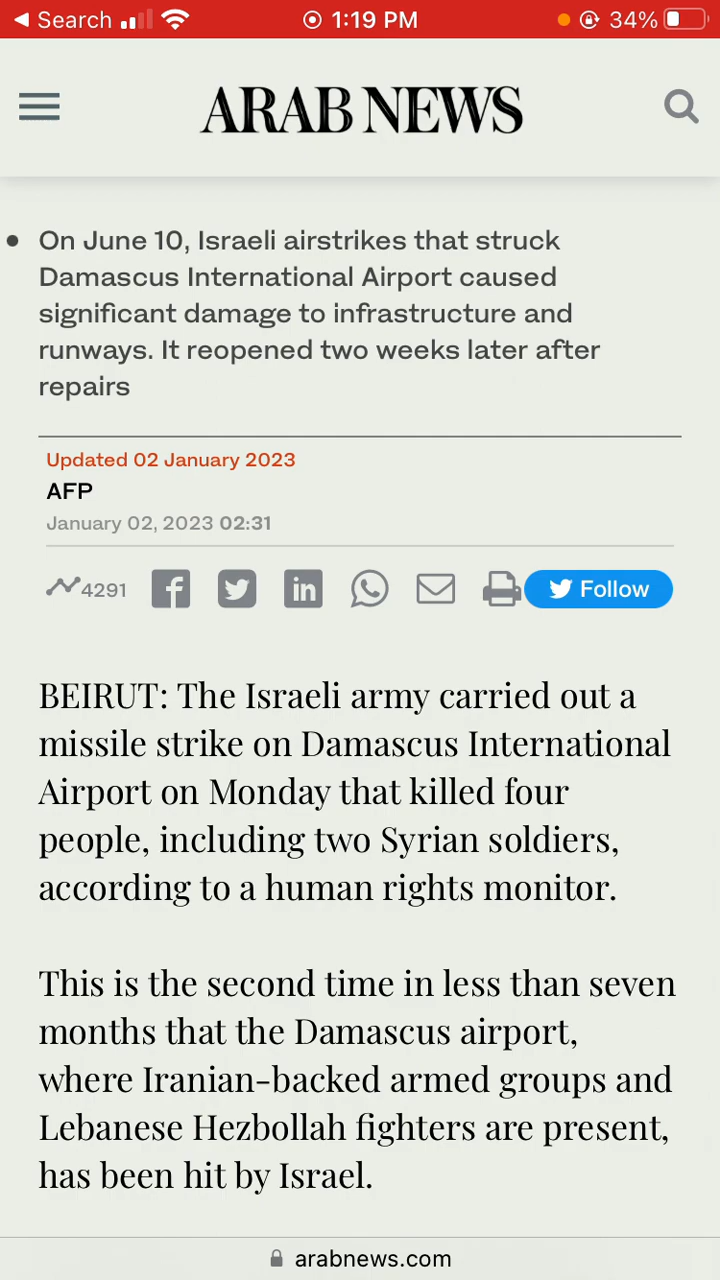 Search 1:19 PM 34%
ARAB NEWS
• On June 10, Israeli airstrikes that struck
Damascus International Airport caused
significant damage to infrastructure and
runways. It reopened two weeks later after
repairs
Updated 02 January 2023
AFP
January 02, 2023 02:31
4291 Follow
BEIRUT: The Israeli army carried out a
missile strike on Damascus International
Airport on Monday that killed four
people, including two Syrian soldiers,
according to a human rights monitor.
This is the second time in less than seven
months that the Damascus airport,
where Iranian-backed armed groups and
Lebanese Hezbollah fighters are present,
has been hit by Israel.
arabnews.com